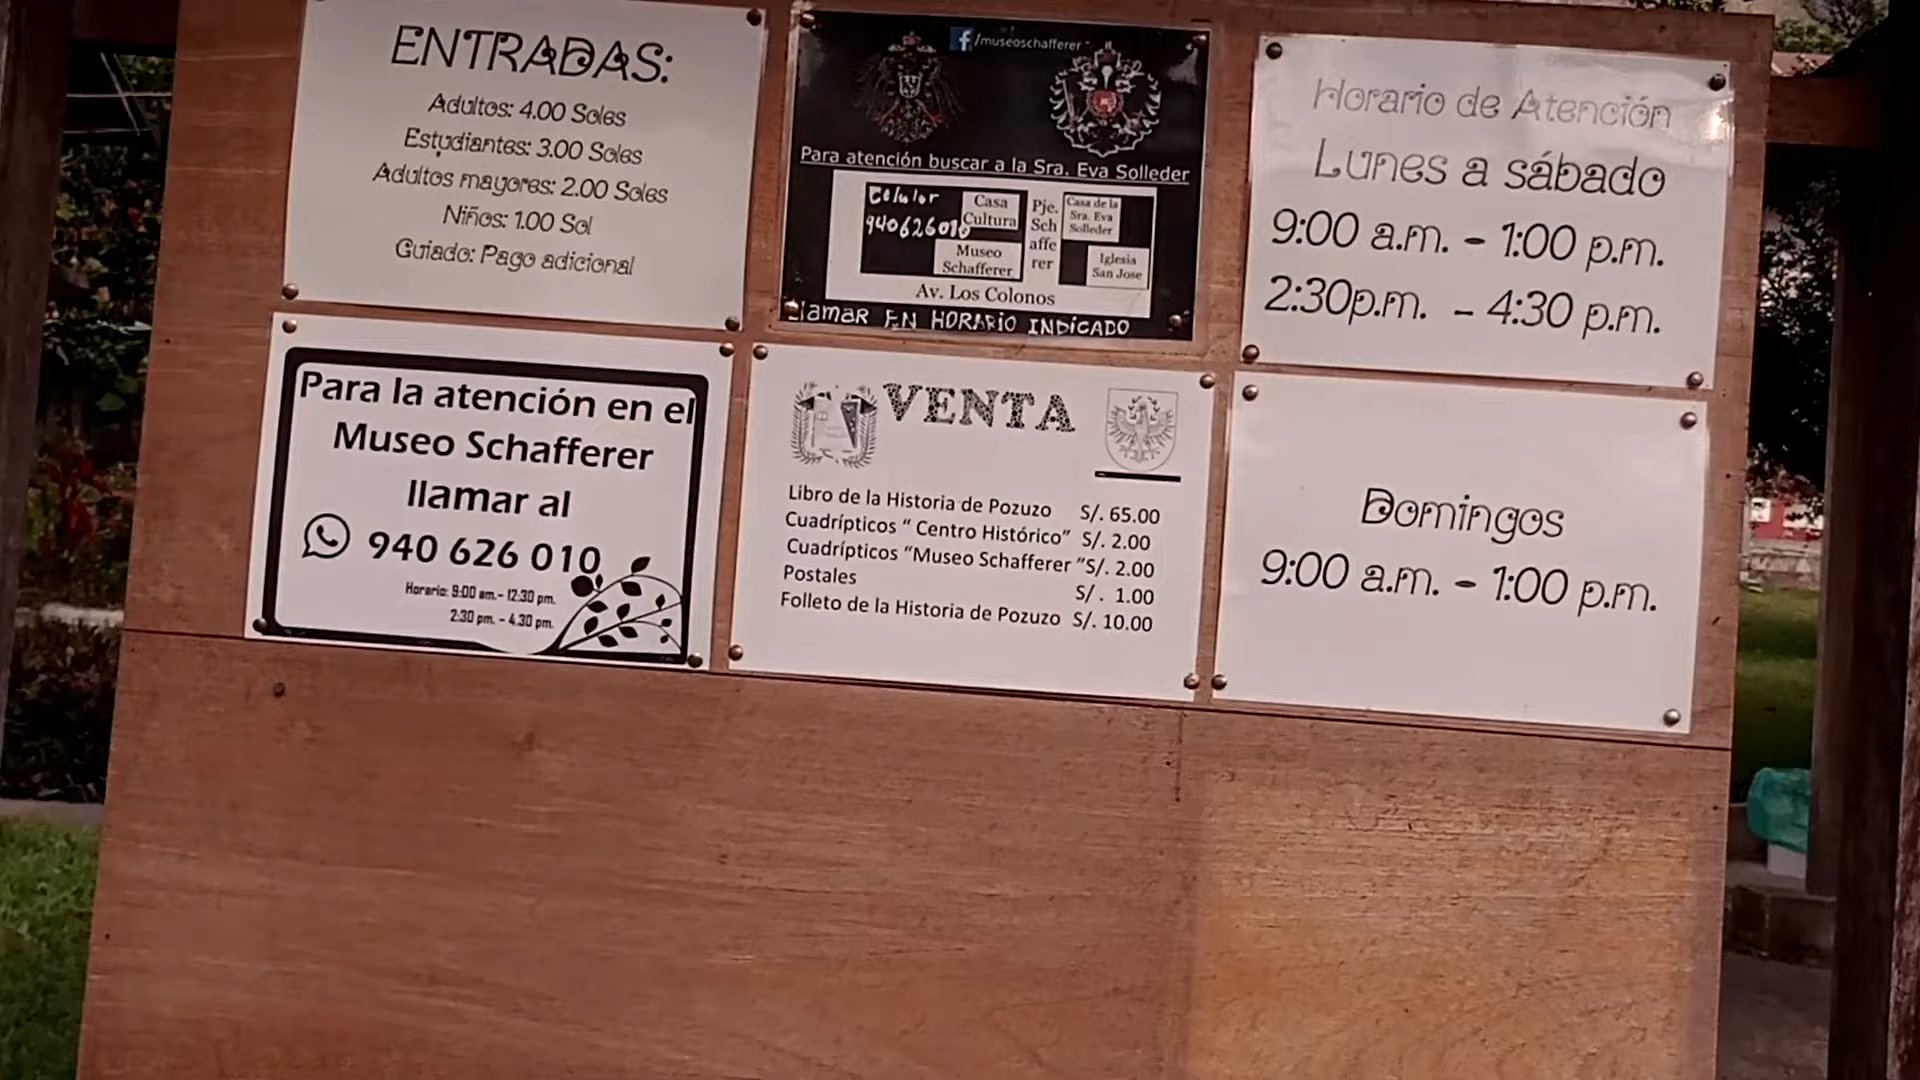 ENTRADAS:
Adultos: 4.00 Soles
Estudiantes: 3.00 Soles
Adultos mayores: 2.00 Soles
Niños: 1.00 Sol
Guiado: Pago adicional
/museoschafferer
Para atención buscar a la Sra. Eva Solleder
Celular
940626010
Casa
Cultura
Museo
Schafferer
Pje.
Sch
affe
rer
Casa de la
Sra. Eva
Solleder
Iglesia
San Jose
Av. Los Colonos
Llamar EN HORARIO INDICADO
Horario de Atención
Lunes a sábado
9:00 a.m. - 1:00 p.m.
2:30p.m. - 4:30 p.m.
Para la atención en el
Museo Schafferer
llamar al
940 626 010
Horario: 9:00 am.- 12:30 pm.
2:30 pm. - 4.30 pm.
VENTA
Libro de la Historia de Pozuzo S/. 65.00
Cuadrípticos “ Centro Histórico” S/. 2.00
Cuadrípticos “Museo Schafferer ”S/. 2.00
Postales S/ . 1.00
Folleto de la Historia de Pozuzo S/. 10.00
Domingos
9:00 a.m. - 1:00 p.m.